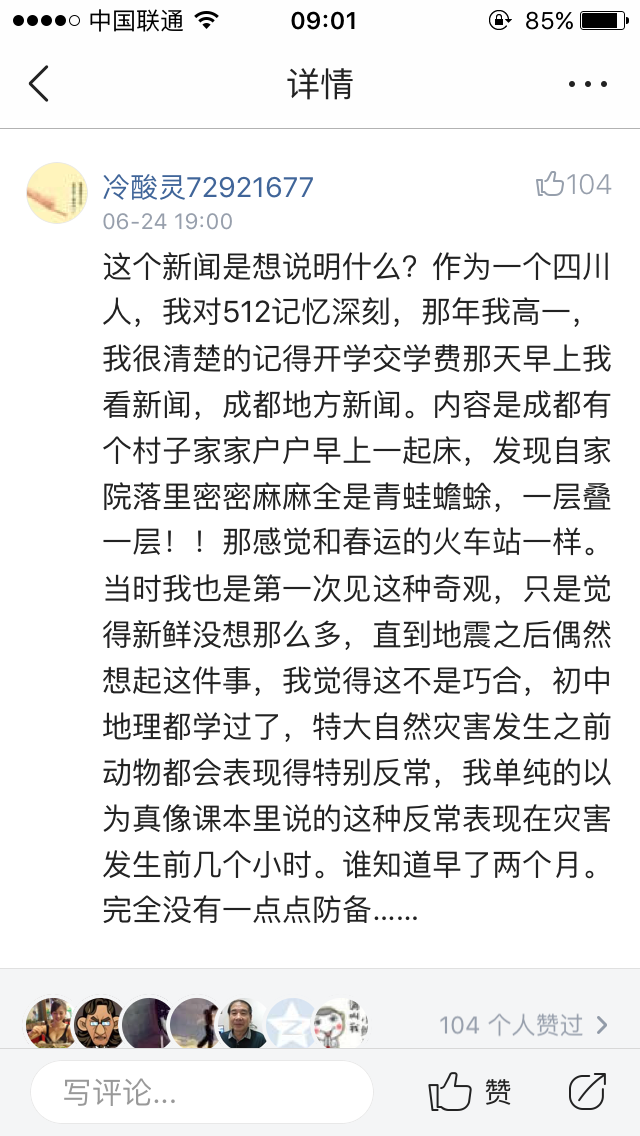 中国联通 09:01 85%
详情
冷酸灵72921677 104
06-24 19:00
这个新闻是想说明什么？作为一个四川
人，我对512记忆深刻，那年我高一，
我很清楚的记得开学交学费那天早上我
看新闻，成都地方新闻。内容是成都有
个村子家家户户早上一起床，发现自家
院落里密密麻麻全是青蛙蟾蜍，一层叠
一层！！那感觉和春运的火车站一样。
当时我也是第一次见这种奇观，只是觉
得新鲜没想那么多，直到地震之后偶然
想起这件事，我觉得这不是巧合，初中
地理都学过了，特大自然灾害发生之前
动物都会表现得特别反常，我单纯的以
为真像课本里说的这种反常表现在灾害
发生前几个小时。谁知道早了两个月。
完全没有一点点防备……
104 个人赞过
写评论... 赞